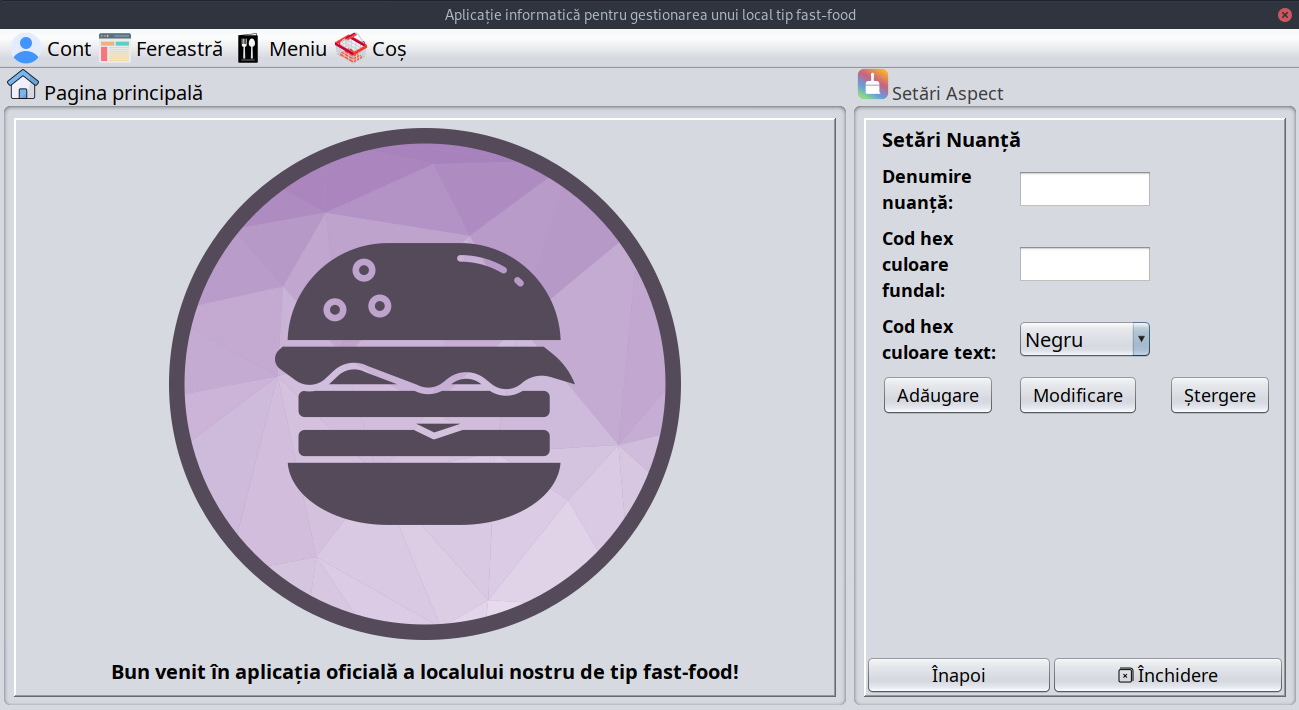 Aplicație informatică pentru gestionarea unui local tip fast-food
Cont Fereastră Meniu Coș
Pagina principală
Bun venit în aplicația oficială a localului nostru de tip fast-food!
Setări Aspect
Setări Nuanță
Denumire
nuanță:
Cod hex
culoare
fundal:
Cod hex
culoare text:
Negru
Adăugare Modificare Ștergere
Înapoi Închidere